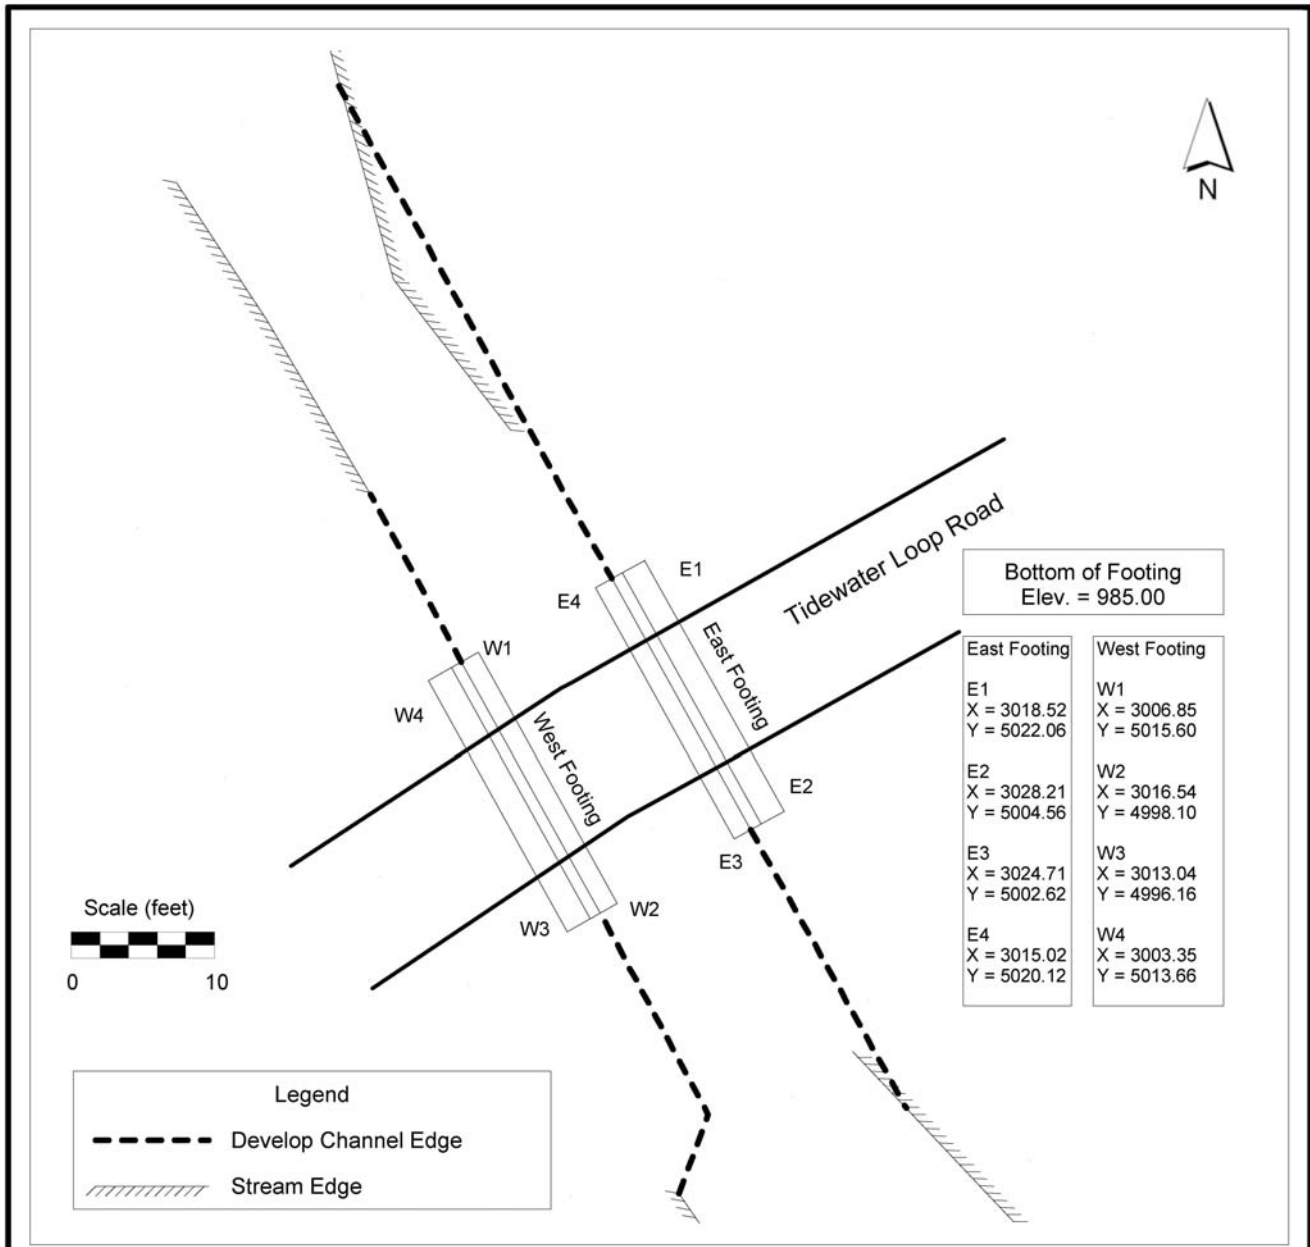 N
E1
E4
Tidewater Loop Road
East Footing
W1
W4
West Footing
E2
E3
W2
W3
Bottom of Footing
Elev. = 985.00
East Footing
E1
X = 3018.52
Y = 5022.06
E2
X = 3028.21
Y = 5004.56
E3
X = 3024.71
Y = 5002.62
E4
X = 3015.02
Y = 5020.12
West Footing
W1
X = 3006.85
Y = 5015.60
W2
X = 3016.54
Y = 4998.10
W3
X = 3013.04
Y = 4996.16
W4
X = 3003.35
Y = 5013.66
Scale (feet)
0 10
Legend
Develop Channel Edge
Stream Edge